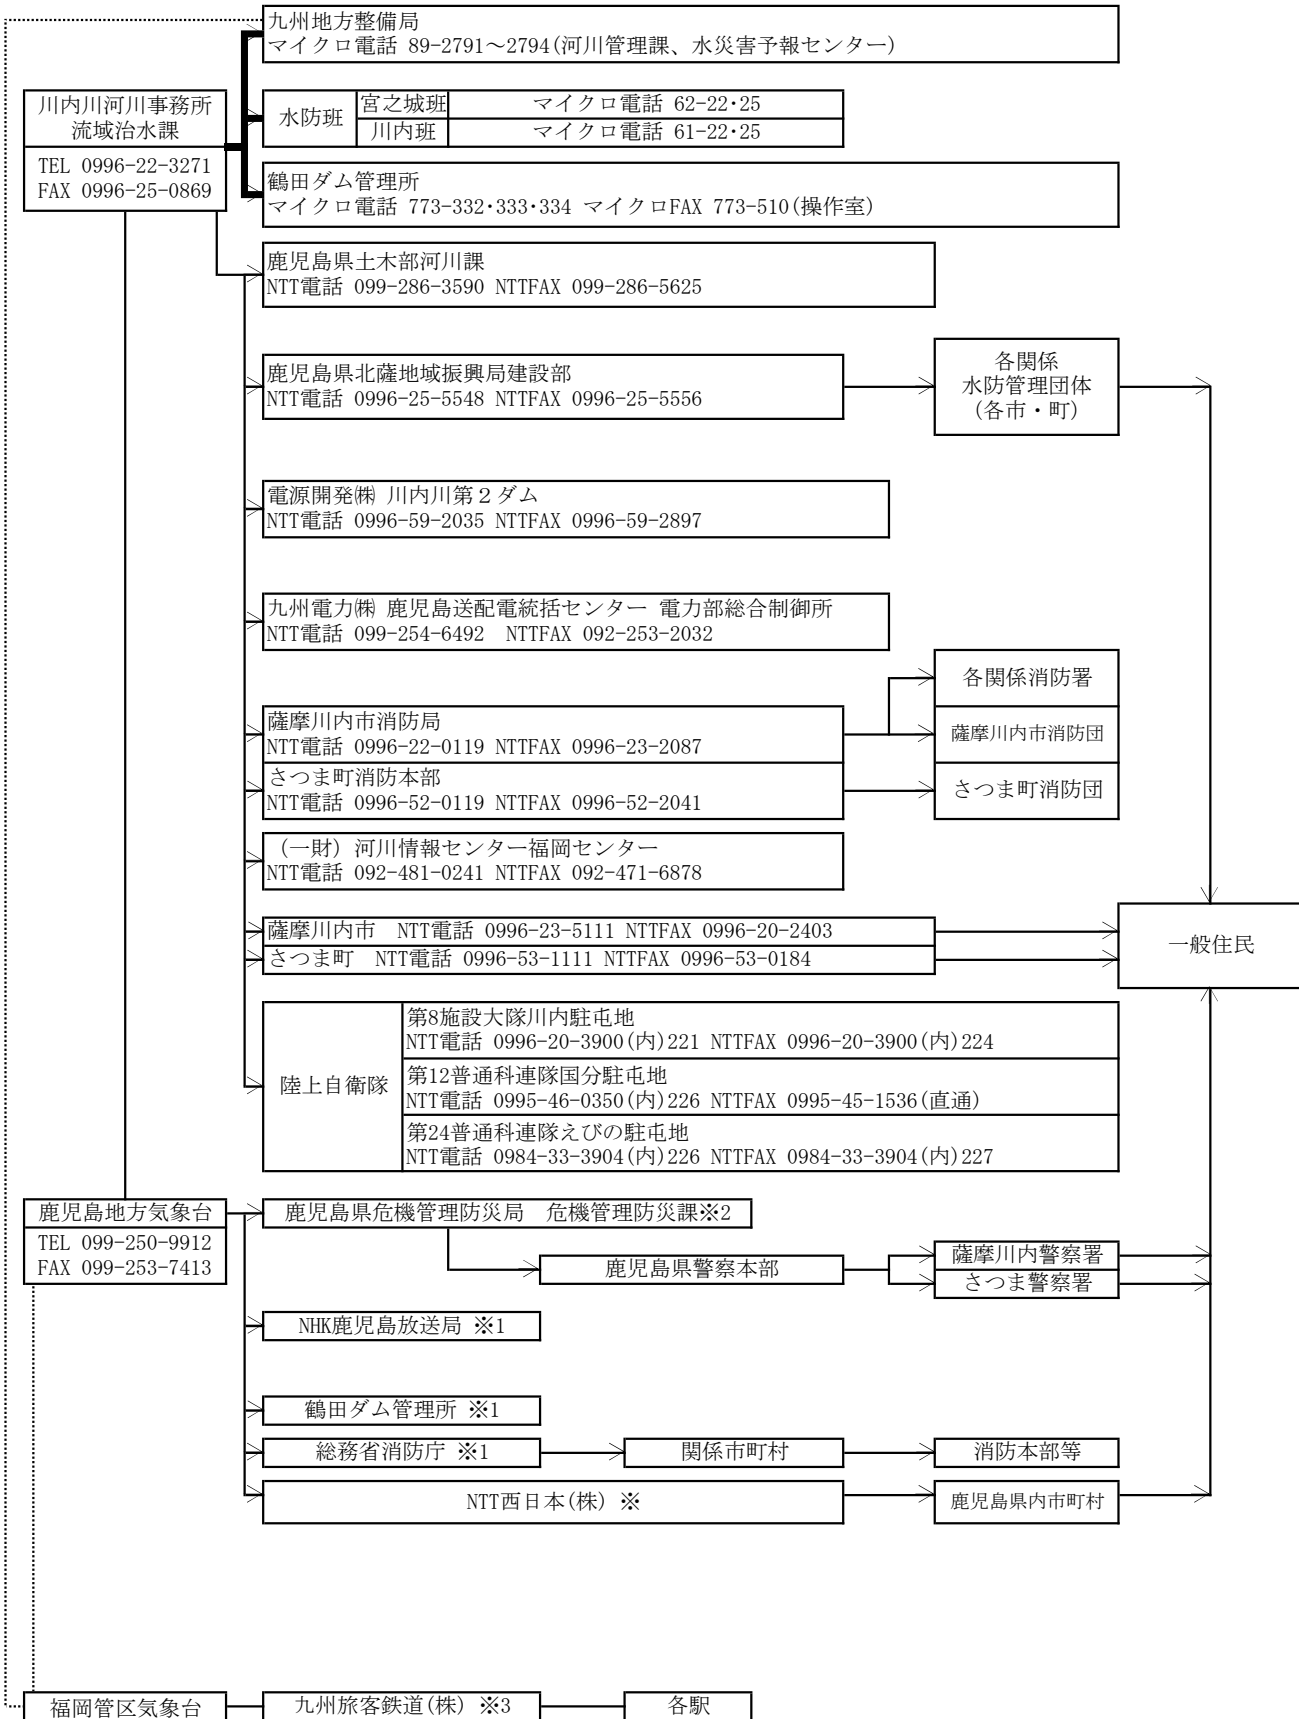 九州地方整備局
マイクロ電話 89-2791～2794(河川管理課、水災害予報センター)
川内川河川事務所
流域治水課
TEL 0996-22-3271
FAX 0996-25-0869
水防班
宮之城班
マイクロ電話 62-22･25
川内班
マイクロ電話 61-22･25
鶴田ダム管理所
マイクロ電話 773-332･333･334 マイクロFAX 773-510(操作室)
鹿児島県土木部河川課
NTT電話 099-286-3590 NTTFAX 099-286-5625
鹿児島県北薩地域振興局建設部
NTT電話 0996-25-5548 NTTFAX 0996-25-5556
各関係
水防管理団体
(各市・町)
電源開発㈱ 川内川第２ダム
NTT電話 0996-59-2035 NTTFAX 0996-59-2897
九州電力㈱ 鹿児島送配電統括センター 電力部総合制御所
NTT電話 099-254-6492　NTTFAX 092-253-2032
各関係消防署
薩摩川内市消防局
NTT電話 0996-22-0119 NTTFAX 0996-23-2087
薩摩川内市消防団
さつま町消防本部
NTT電話 0996-52-0119 NTTFAX 0996-52-2041
さつま町消防団
（一財）河川情報センター福岡センター
NTT電話 092-481-0241 NTTFAX 092-471-6878
薩摩川内市　NTT電話 0996-23-5111 NTTFAX 0996-20-2403
さつま町　NTT電話 0996-53-1111 NTTFAX 0996-53-0184
一般住民
陸上自衛隊
第8施設大隊川内駐屯地
NTT電話 0996-20-3900(内)221 NTTFAX 0996-20-3900(内)224
第12普通科連隊国分駐屯地
NTT電話 0995-46-0350(内)226 NTTFAX 0995-45-1536(直通)
第24普通科連隊えびの駐屯地
NTT電話 0984-33-3904(内)226 NTTFAX 0984-33-3904(内)227
鹿児島地方気象台
TEL 099-250-9912
FAX 099-253-7413
鹿児島県危機管理防災局　危機管理防災課※2
鹿児島県警察本部
薩摩川内警察署
さつま警察署
NHK鹿児島放送局 ※1
鶴田ダム管理所 ※1
総務省消防庁 ※1
関係市町村
消防本部等
NTT西日本(株) ※
鹿児島県内市町村
福岡管区気象台
九州旅客鉄道(株) ※3
各駅